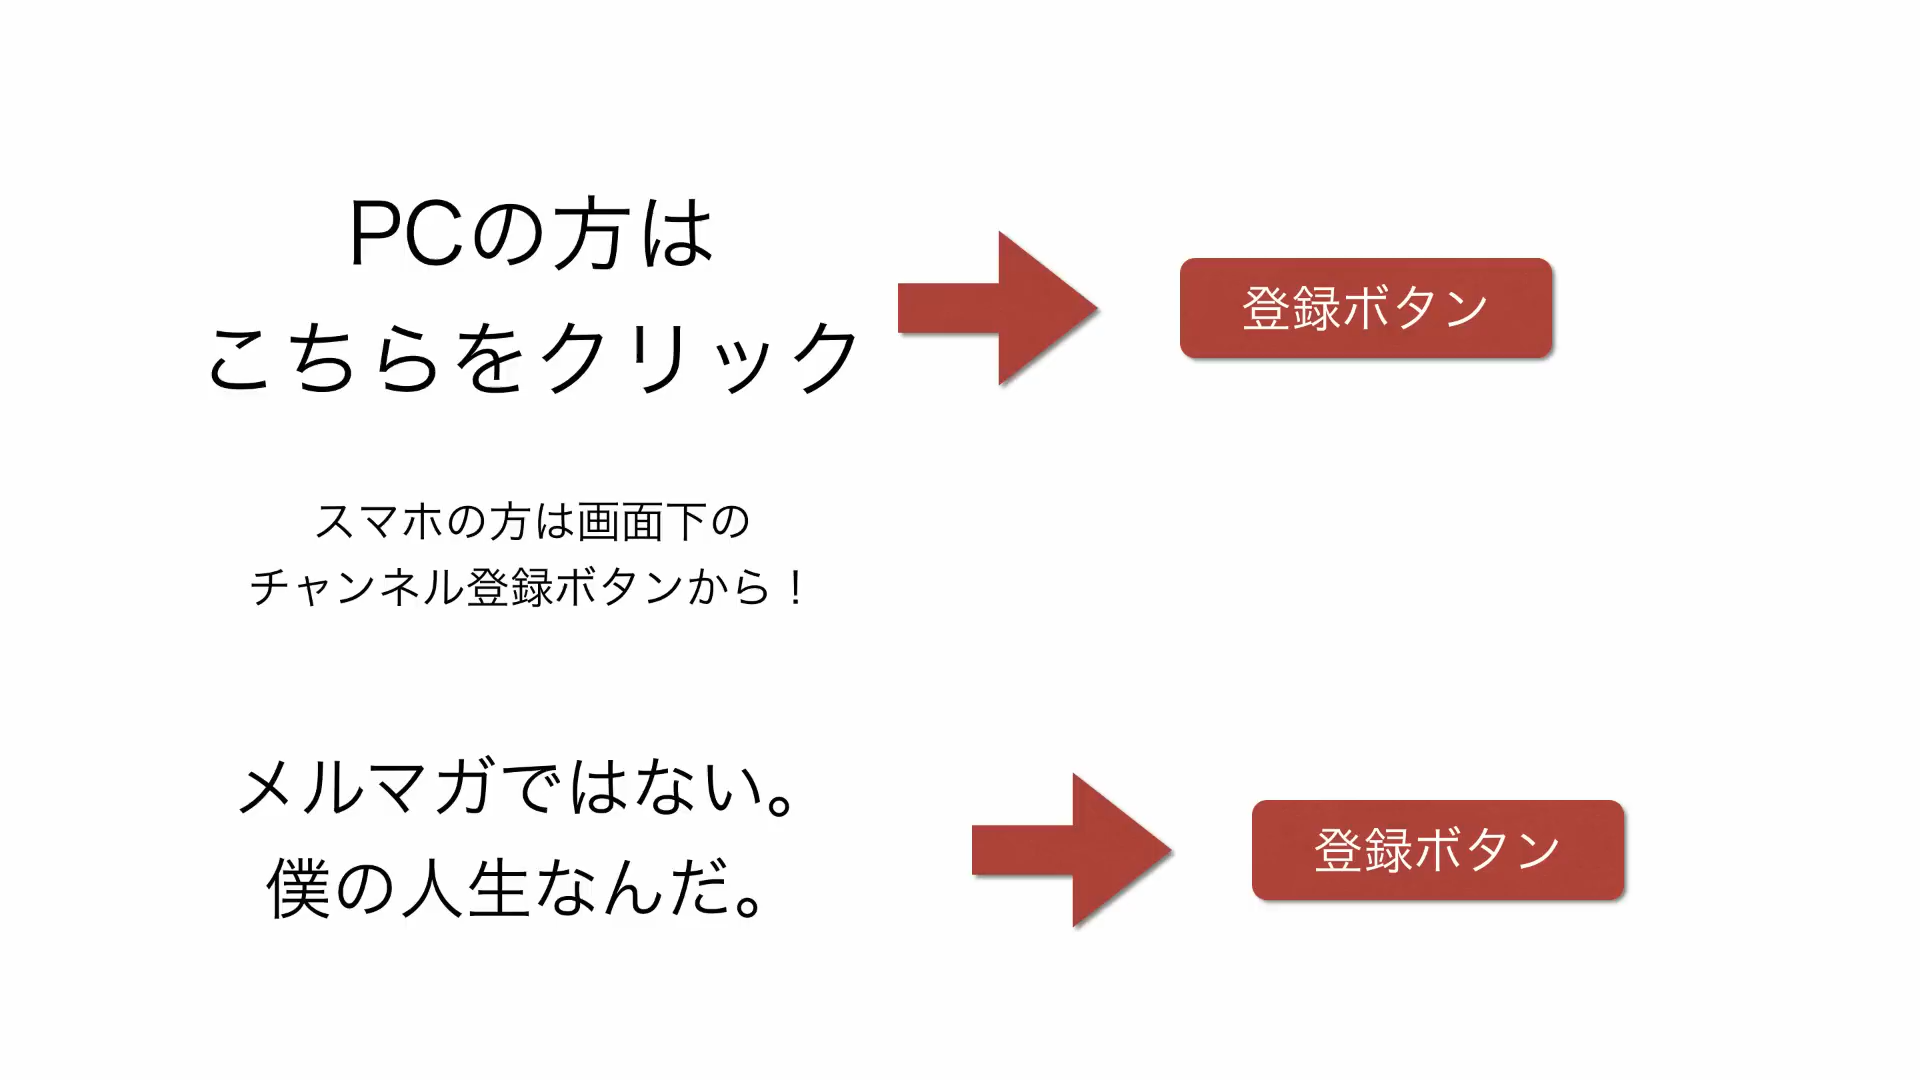 PCの方は
こちらをクリック
登録ボタン
スマホの方は画面下の
チャンネル登録ボタンから！
メルマガではない。
僕の人生なんだ。
登録ボタン